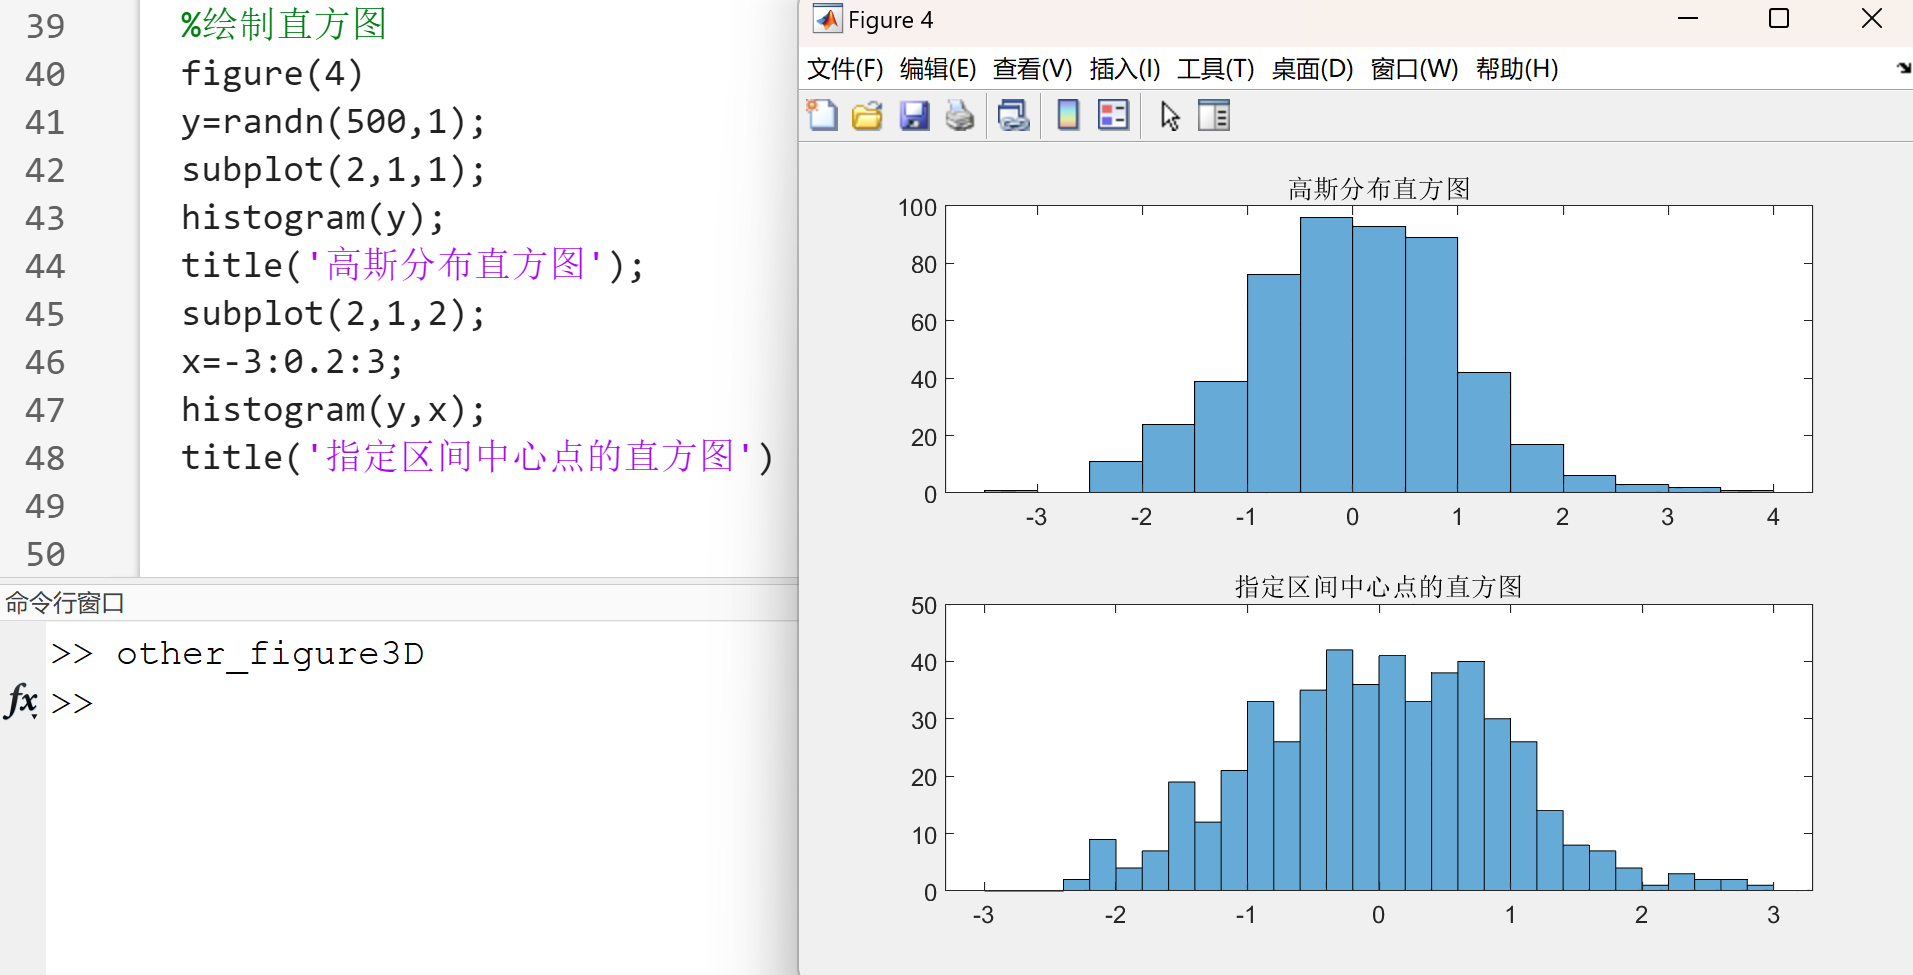 39 %绘制直方图
40 figure(4)
41 y=randn(500,1);
42 subplot(2,1,1);
43 histogram(y);
44 title('高斯分布直方图');
45 subplot(2,1,2);
46 x=-3:0.2:3;
47 histogram(y,x);
48 title('指定区间中心点的直方图')
49
50
命令行窗口
>> other_figure3D
fx >>
Figure 4
文件(F) 编辑(E) 查看(V) 插入(I) 工具(T) 桌面(D) 窗口(W) 帮助(H)
高斯分布直方图
100
80
60
40
20
0
-3 -2 -1 0 1 2 3 4
指定区间中心点的直方图
50
40
30
20
10
0
-3 -2 -1 0 1 2 3